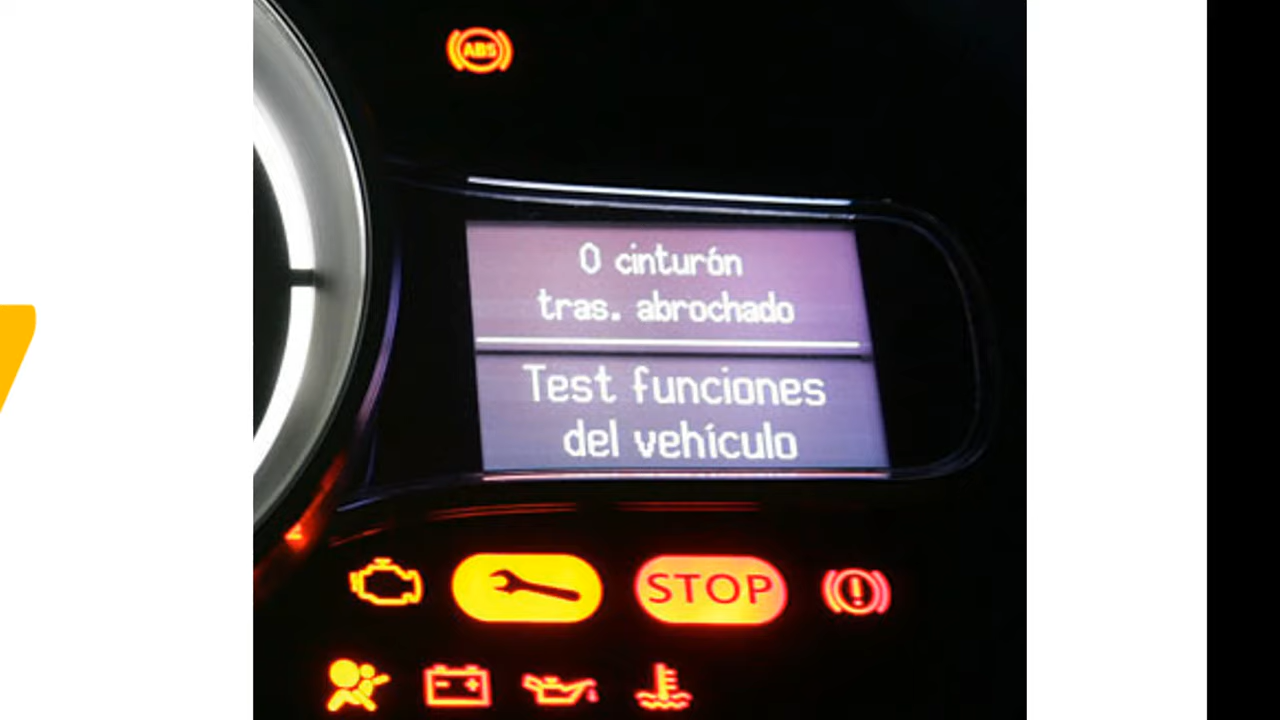 ABS
0 cinturón
tras. abrochado
Test funciones
del vehículo
STOP